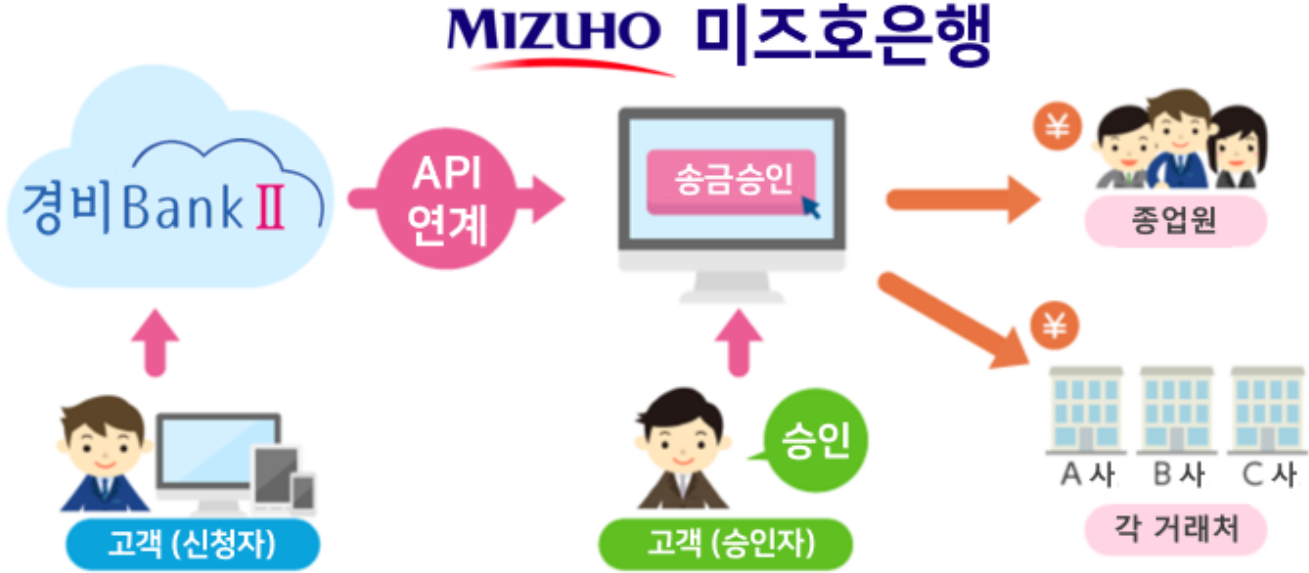 MIZUHO 미즈호은행
경비Bank II
API
연계
송금승인
¥
종업원
¥
A 사 B 사 C 사
각 거래처
승인
고객 (신청자)
고객 (승인자)